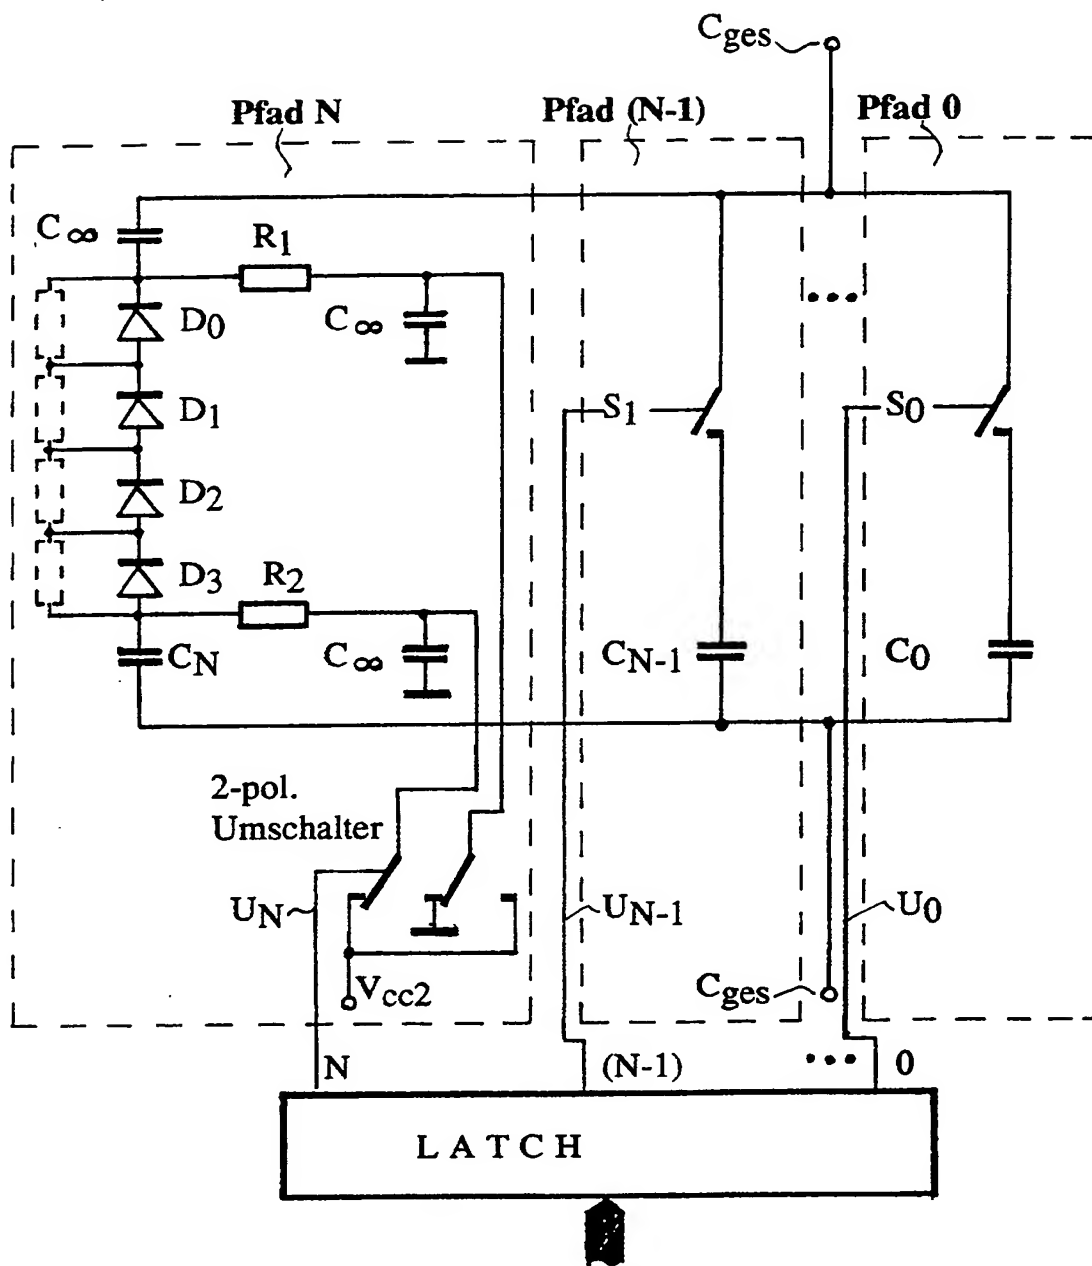 Cges
Pfad N
Pfad (N-1)
Pfad 0
C∞
R1
D0
C∞
D1
S1
S0
D2
D3
R2
CN
C∞
CN-1
C0
2-pol.
Umschalter
UN
UN-1
U0
Vcc2
Cges
N
(N-1)
0
LATCH